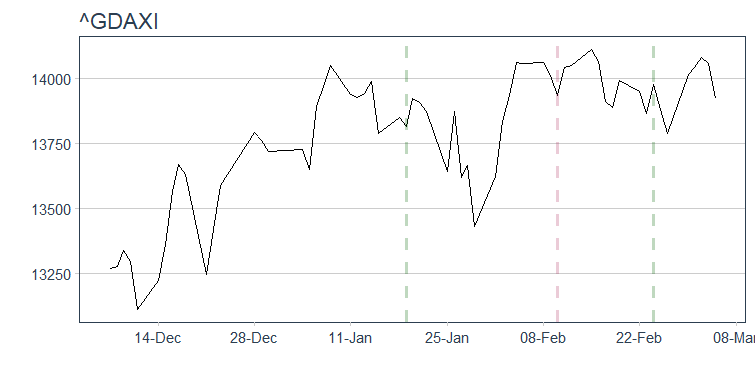 ^GDAXI
14000
13750
13500
13250
14-Dec
28-Dec
11-Jan
25-Jan
08-Feb
22-Feb
08-Mar